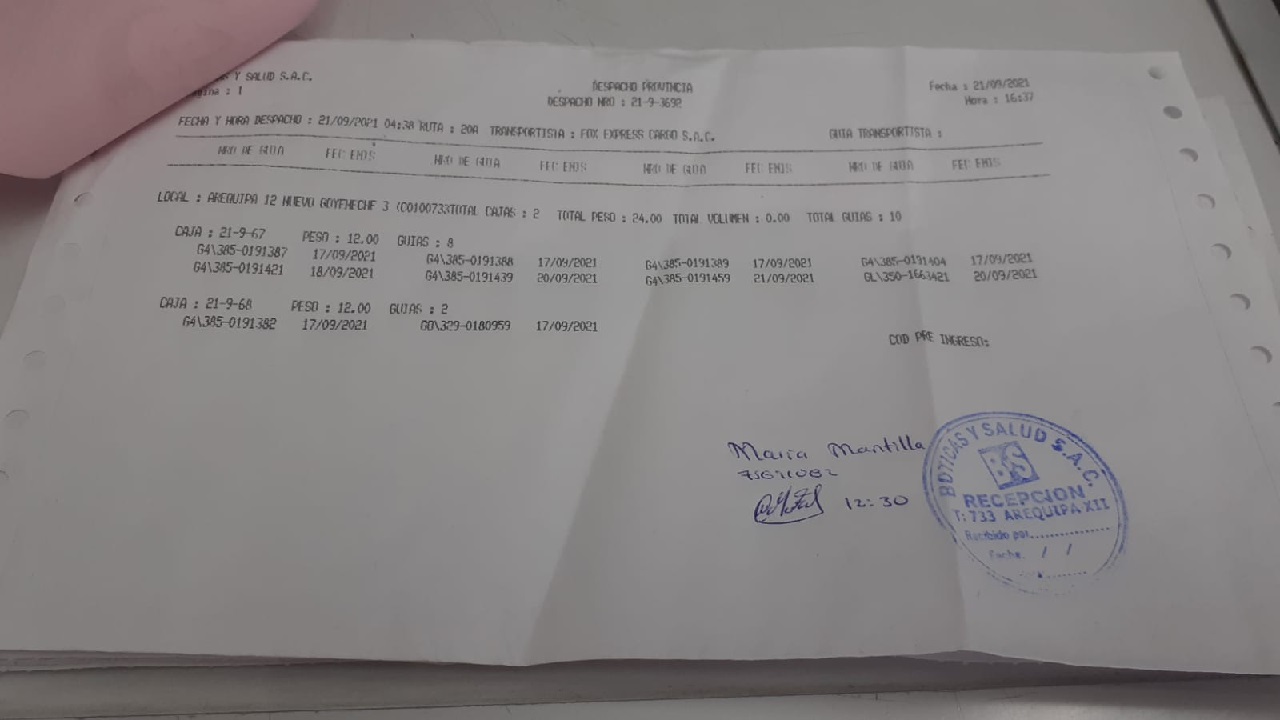 Y SALUD S.A.C.
DESPACHO PROVINCIA
Fecha : 21/09/2021
Página : 1
DESPACHO NRO : 21-9-3692
Hora : 16:37
FECHA Y HORA DESPACHO : 21/09/2021 04:38 RUTA : 20A TRANSPORTISTA : FOX EXPRESS CARGO S.A.C. GUIA TRANSPORTISTA :
NRO DE GUIA FEC EMIS NRO DE GUIA FEC EMIS NRO DE GUIA FEC EMIS NRO DE GUIA FEC EMIS
LOCAL : AREQUIPA 12 NUEVO GOYENECHE 3 (C0100733TOTAL CAJAS : 2 TOTAL PESO : 24.00 TOTAL VOLUMEN : 0.00 TOTAL GUIAS : 10
CAJA : 21-9-67 PESO : 12.00 GUIAS : 8
G4\385-0191387 17/09/2021 G4\385-0191388 17/09/2021 G4\385-0191389 17/09/2021 G4\385-0191404 17/09/2021
G4\385-0191421 18/09/2021 G4\385-0191439 20/09/2021 G4\385-0191459 21/09/2021 GL\350-1663421 20/09/2021
CAJA : 21-9-68 PESO : 12.00 GUIAS : 2
G4\385-0191382 17/09/2021 GO\329-0180959 17/09/2021
COD PRE INGRESO:
Maria Mantilla
12:30
BOTICAS Y SALUD S.A.C.
BS
RECEPCION
T: 733 AREQUIPA XII
Recibido por..................
Fecha / /